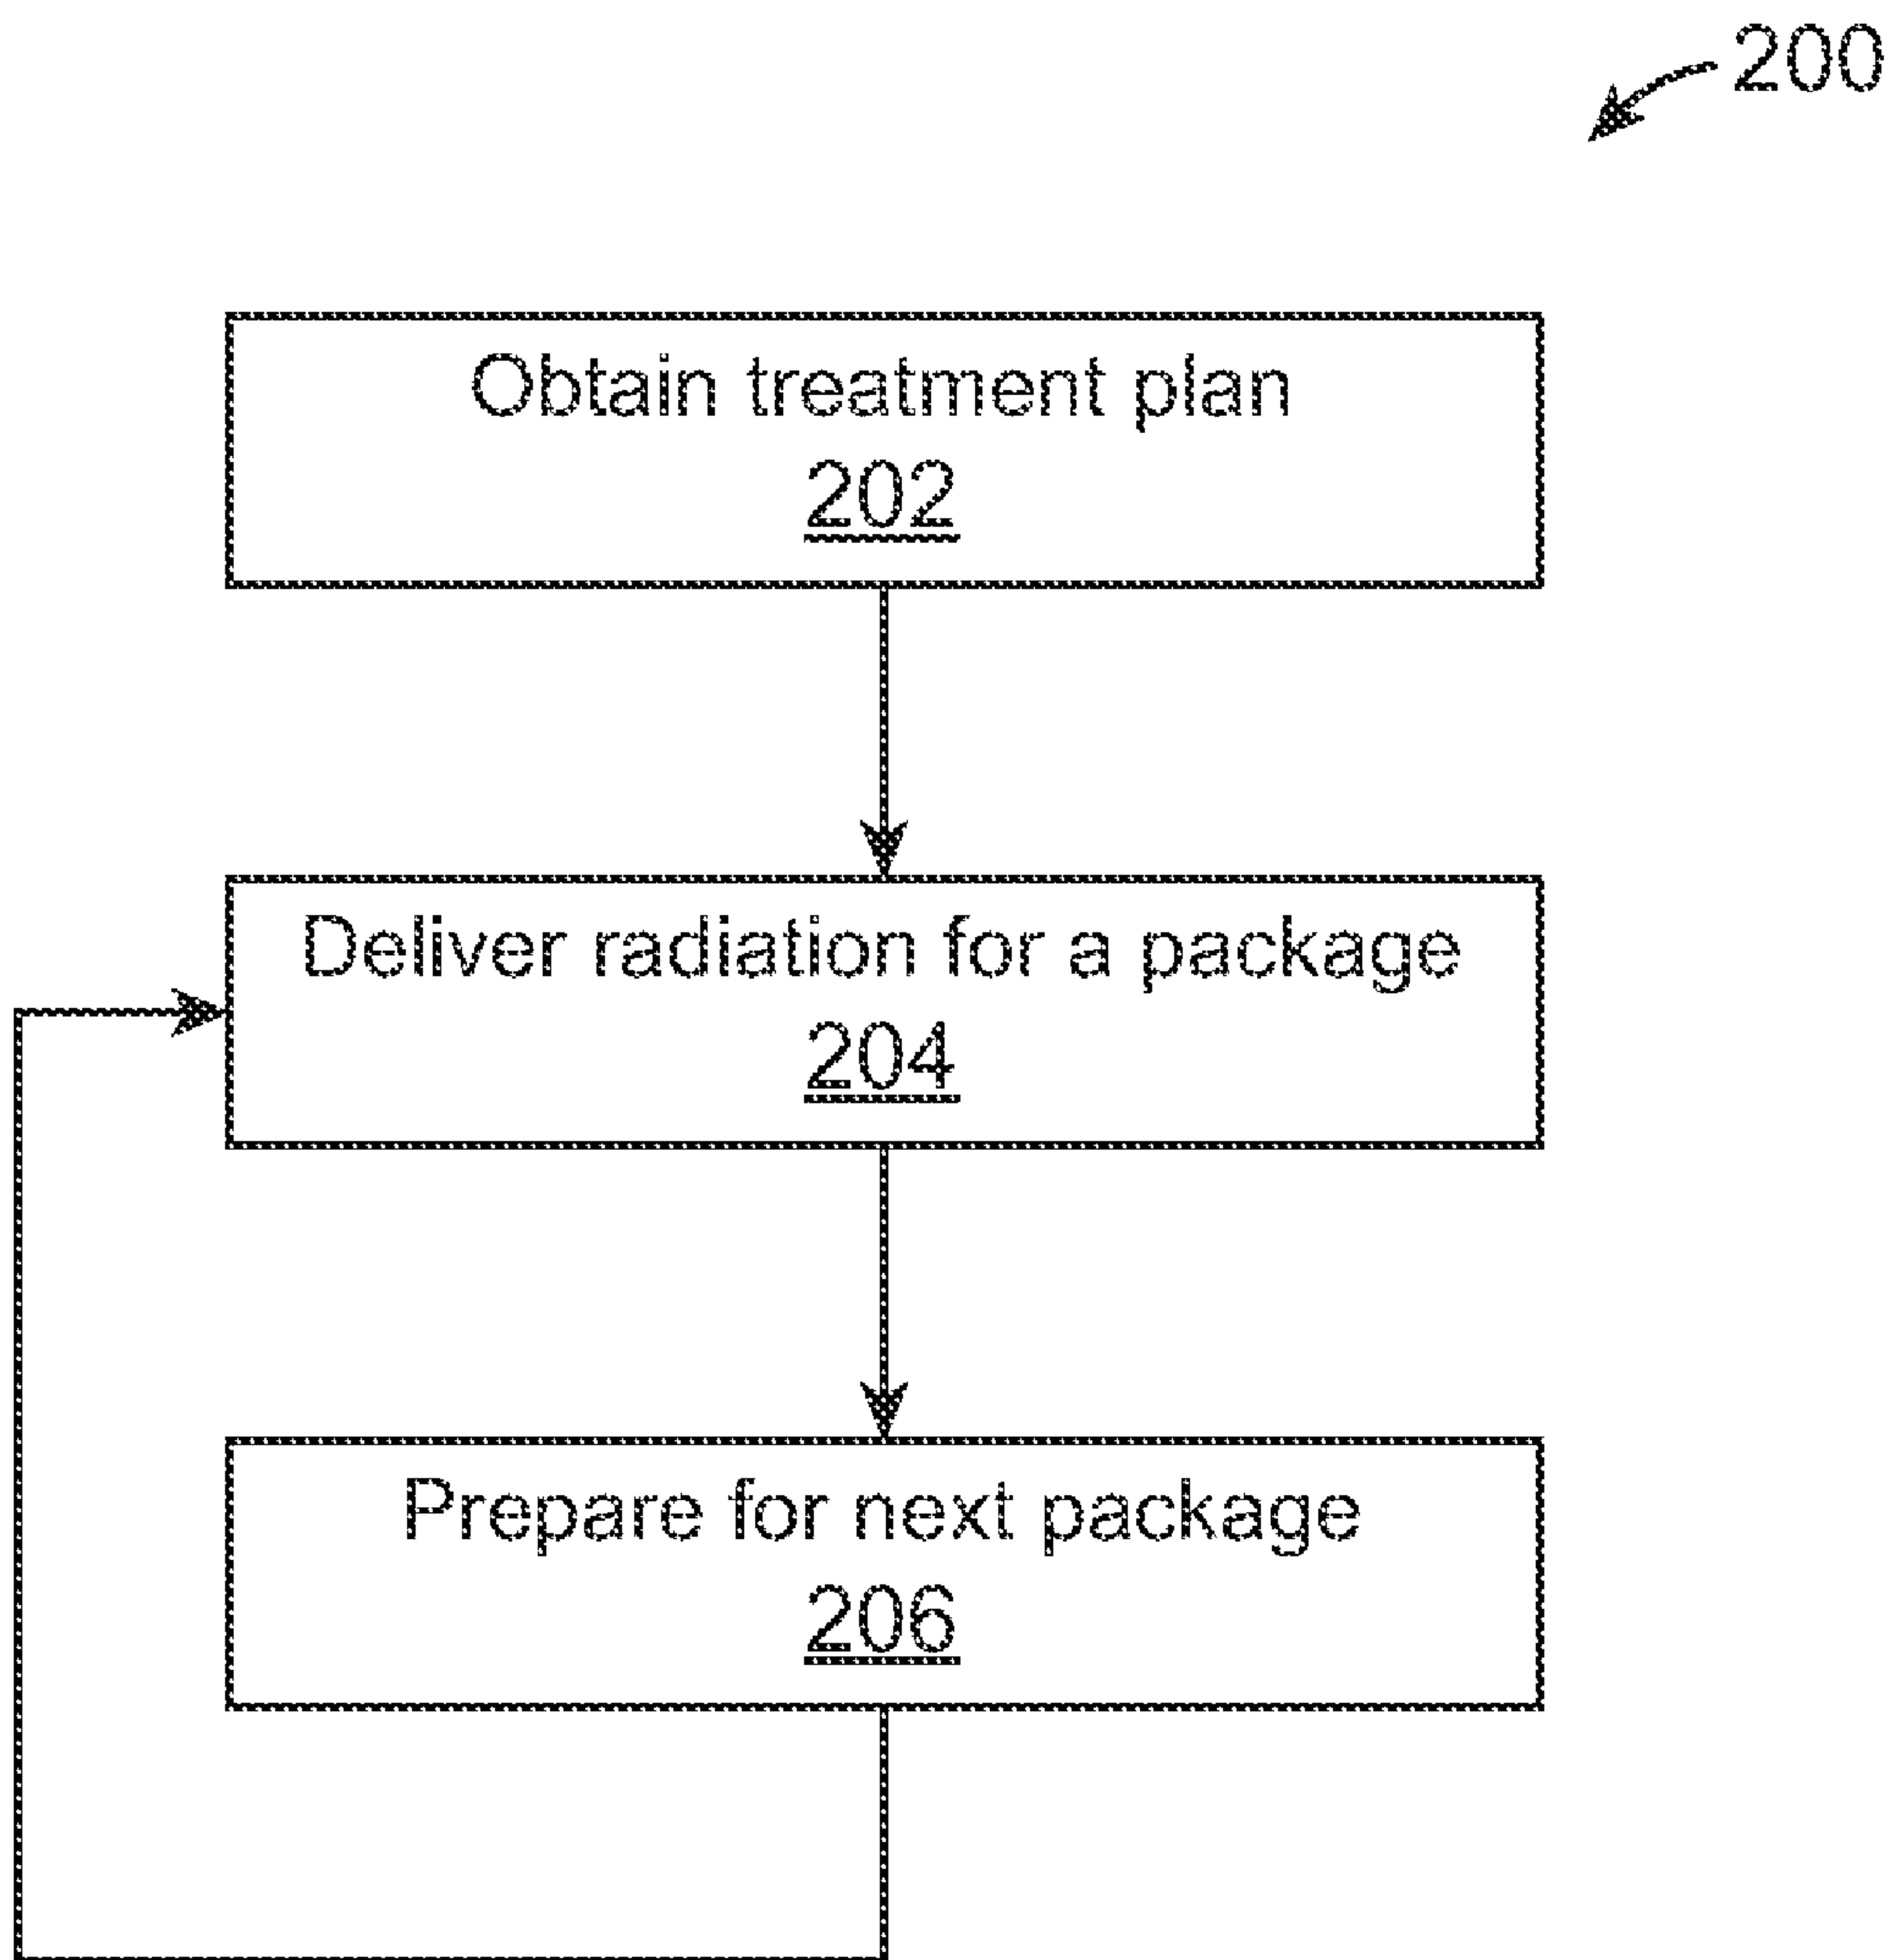 200
Obtain treatment plan
202
Deliver radiation for a package
204
Prepare for next package
206